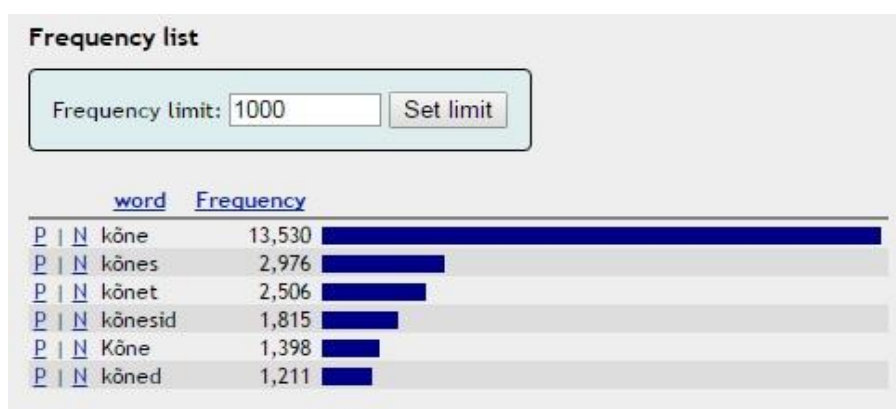 Frequency list
Frequency limit: 1000 Set limit
word Frequency
P | N kõne 13,530
P | N kõnes 2,976
P | N kõnet 2,506
P | N kõnesid 1,815
P | N Kõne 1,398
P | N kõned 1,211